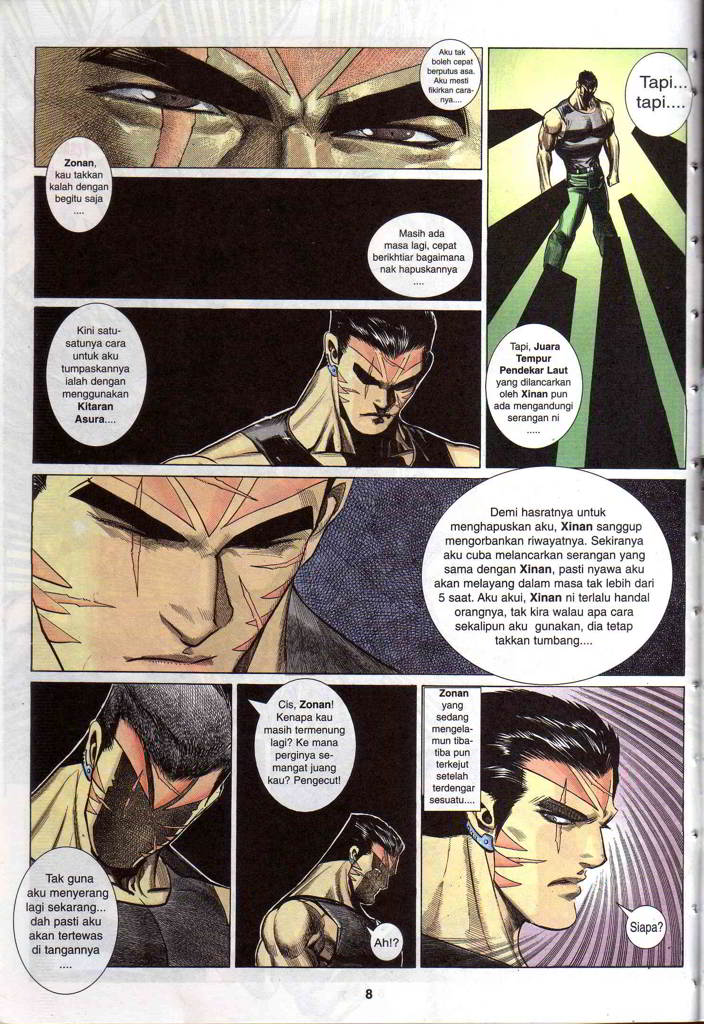 Aku tak
boleh cepat
berputus asa.
Aku mesti
fikirkan cara-
nya....
Zonan,
kau takkan
kalah dengan
begitu saja
....
Masih ada
masa lagi, cepat
berikhtiar bagaimana
nak hapuskannya
....
Kini satu-
satunya cara
untuk aku
tumpaskannya
ialah dengan
menggunakan
Kitaran
Asura....
Tapi...
tapi....
Tapi, Juara
Tempur
Pendekar Laut
yang dilancarkan
oleh Xinan pun
ada mengandungi
serangan ni
.....
Demi hasratnya untuk
menghapuskan aku, Xinan sanggup
mengorbankan riwayatnya. Sekiranya
aku cuba melancarkan serangan yang
sama dengan Xinan, pasti nyawa aku
akan melayang dalam masa tak lebih dari
5 saat. Aku akui, Xinan ni terlalu handal
orangnya, tak kira walau apa cara
sekalipun aku gunakan, dia tetap
takkan tumbang....
Tak guna
aku menyerang
lagi sekarang...
dah pasti aku
akan tertewas
di tangannya
....
Cis, Zonan!
Kenapa kau
masih termenung
lagi? Ke mana
perginya se-
mangat juang
kau? Pengecut!
Ah!?
Zonan
yang
sedang
mengela-
mun tiba-
tiba pun
terkejut
setelah
terdengar
sesuatu....
Siapa?
8